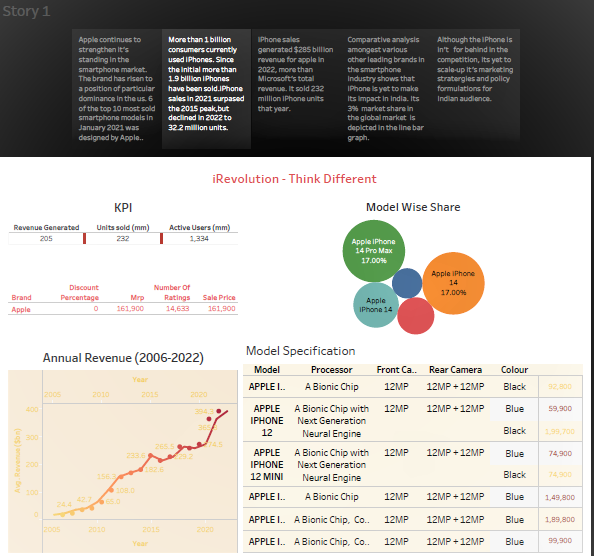 Story 1
Apple continues to
strengthen it's
standing in the
smartphone market.
The brand has risen to
a position of particular
dominance in the us. 6
of the top 10 most sold
smartphone models in
January 2021 was
designed by Apple..
More than 1 billion
consumers currently
used iPhones. Since
the initial more than
1.9 billion iPhones
have been sold.iPhone
sales in 2021 surpased
the 2015 peak,but
declined in 2022 to
32.2 million units.
iPhone sales
generated $285 billion
revenue for apple in
2022, more than
Microsoft's total
revenue. It sold 232
million iPhone units
that year.
Comparative analysis
amongest various
other leading brands in
the smartphone
industry shows that
iPhone is yet to make
its impact in India. Its
3% market share in
the global market is
depicted in the line bar
graph.
Although the iPhone is
in't for behind in the
competition, its yet to
scale-up it's marketing
stratergies and policy
formulations for
Indian audience.
iRevolution - Think Different
KPI
Revenue Generated Units sold (mm) Active Users (mm)
205 232 1,334
Brand Discount Percentage Mrp Number Of Ratings Sale Price
Apple 0 161,900 14,633 161,900
Model Wise Share
Apple iPhone
14 Pro Max
17.00%
Apple iPhone
14
17.00%
Apple
iPhone 14
Annual Revenue (2006-2022)
Year
2005 2010 2015 2020
Avg. Revenue($bn)
400
300
200
100
0
24.6
42.7
65.2
108.0
156.5
182.8
233.8
229.2
265.5
274.5
365
394.3
2005 2010 2015 2020
Year
Model Specification
Model Processor Front Ca.. Rear Camera Colour
APPLE I.. A Bionic Chip 12MP 12MP + 12MP Black 92,900
APPLE
IPHONE
12
A Bionic Chip with
Next Generation
Neural Engine
12MP 12MP + 12MP Blue 59,900
Black 1,99,700
APPLE
IPHONE
12 MINI
A Bionic Chip with
Next Generation
Neural Engine
12MP 12MP + 12MP Blue 74,900
Black 74,900
APPLE I.. A Bionic Chip 12MP 12MP + 12MP Blue 1,49,800
APPLE I.. A Bionic Chip, Co.. 12MP 12MP + 12MP Blue 1,89,800
APPLE I.. A Bionic Chip, Co.. 12MP 12MP + 12MP Blue 99,900